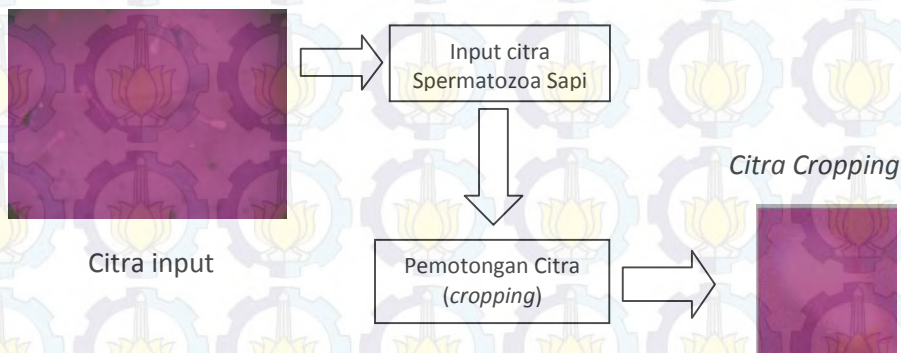 Input citra
Spermatozoa Sapi
Citra Cropping
Citra input
Pemotongan Citra
(cropping)